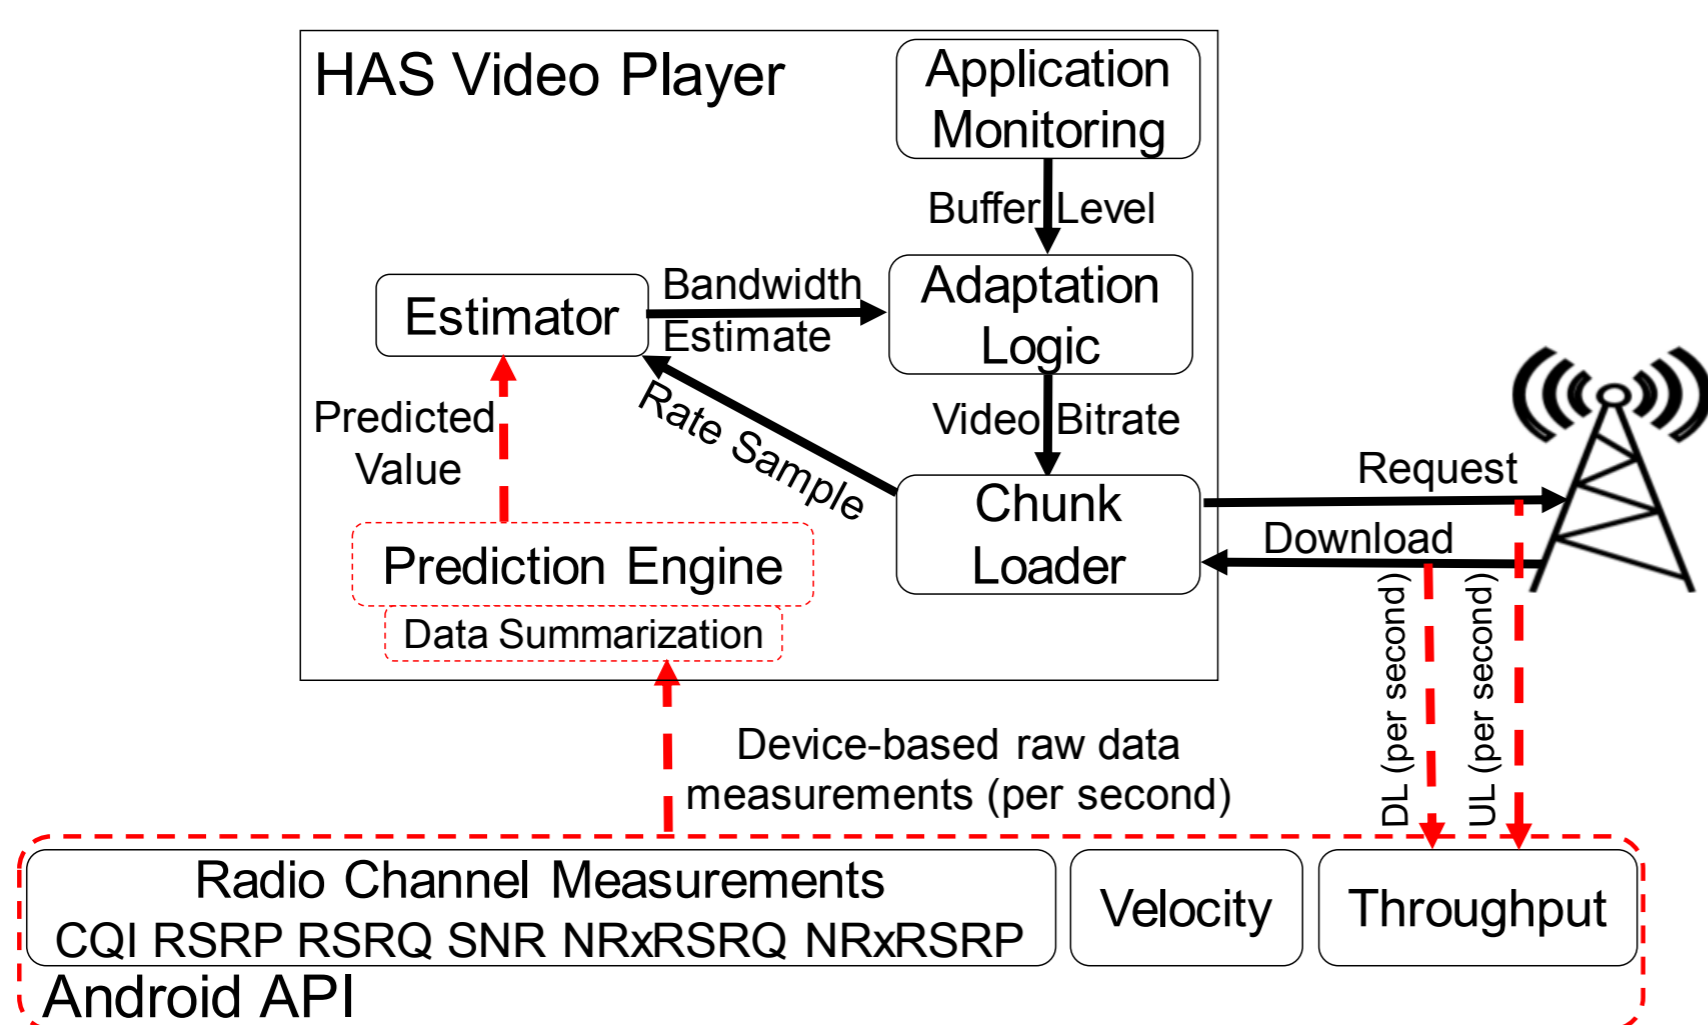 HAS Video Player
Application
Monitoring
Buffer Level
Estimator
Bandwidth
Estimate
Adaptation
Logic
Predicted
Value
Rate Sample
Video Bitrate
Request
Chunk
Loader
Download
Prediction Engine
Data Summarization
DL (per second)
UL (per second)
Device-based raw data
measurements (per second)
Radio Channel Measurements
CQI RSRP RSRQ SNR NRxRSRQ NRxRSRP
Velocity
Throughput
Android API